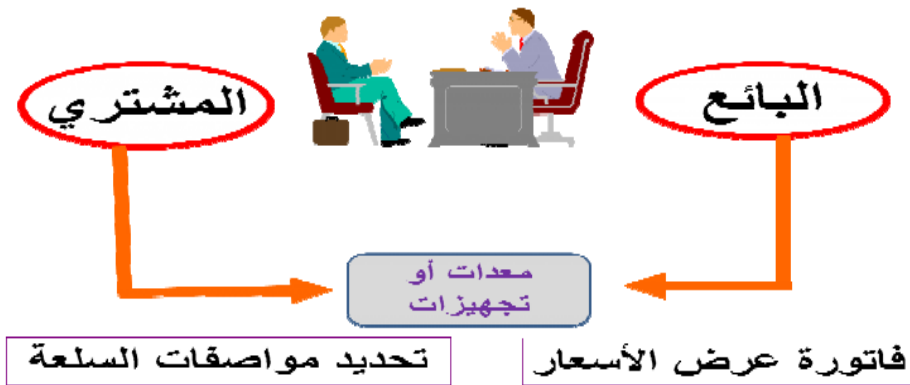 البائع
المشتري
معدات أو
تجهيزات
فاتورة عرض الأسعار
تحديد مواصفات السلعة